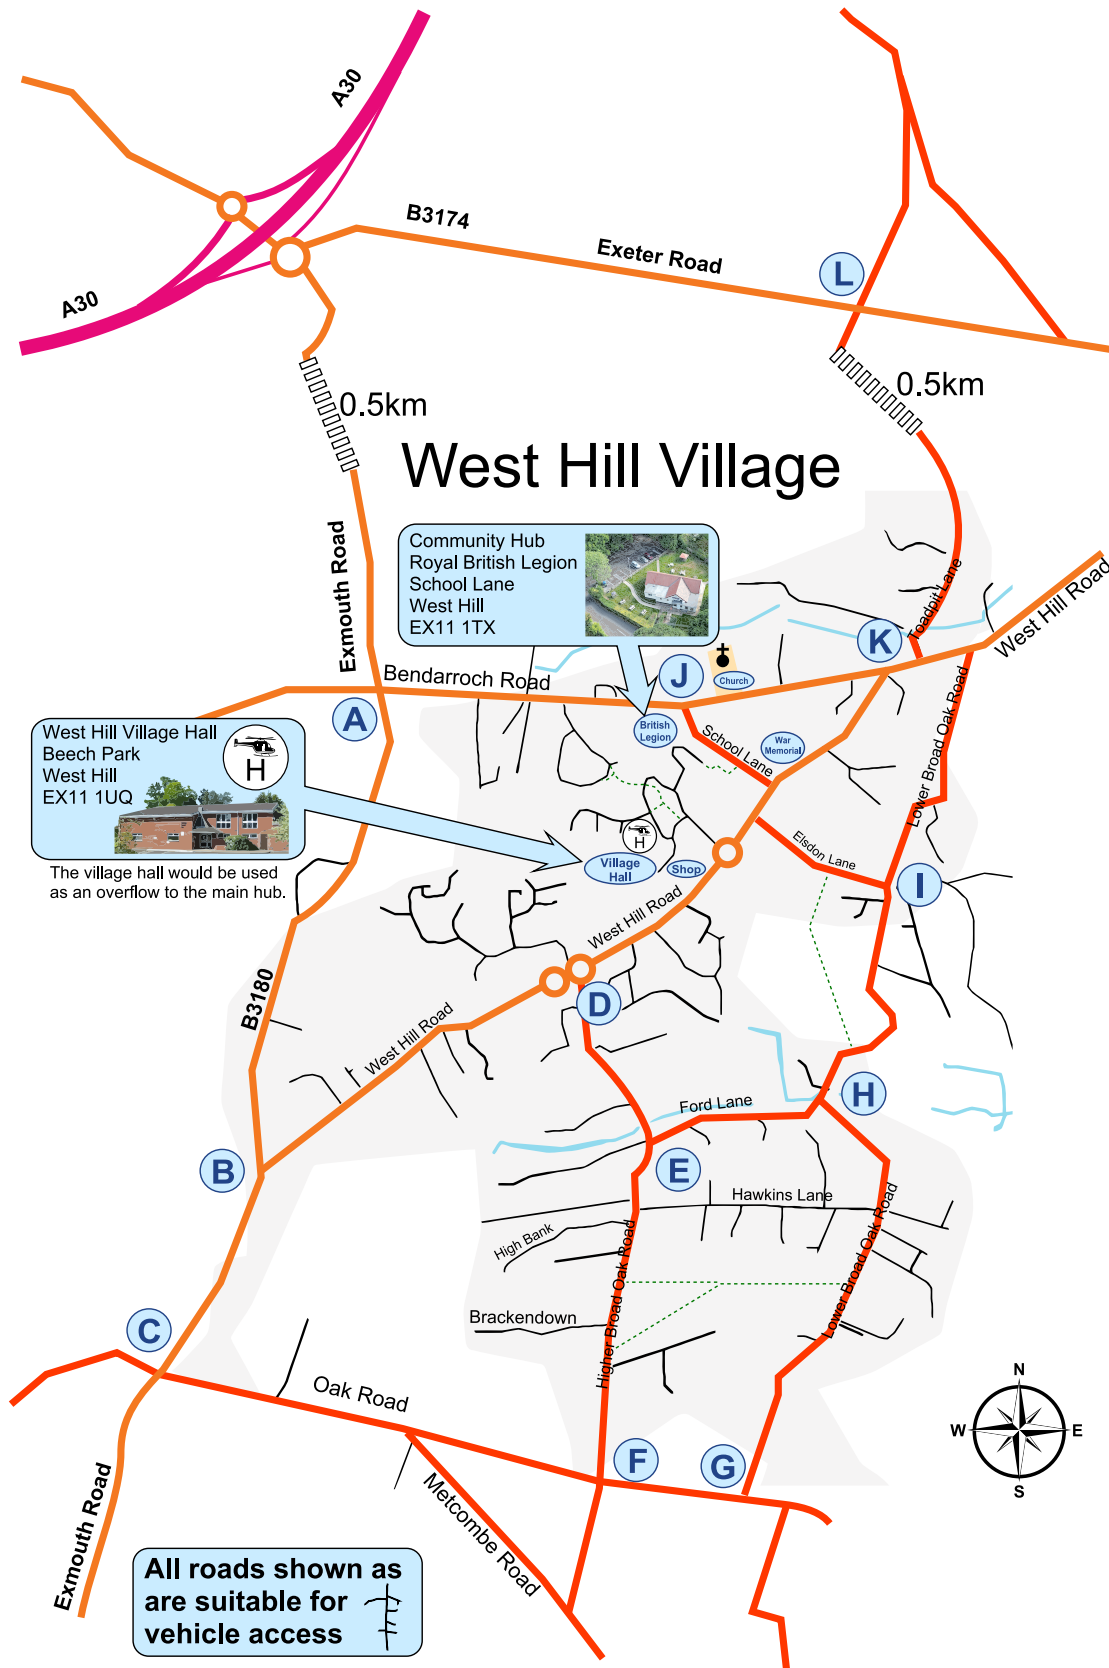 A30
B3174
Exeter Road
L
A30
0.5km
0.5km
West Hill Village
Exmouth Road
Community Hub
Royal British Legion
School Lane
West Hill
EX11 1TX
Toadpit Lane
West Hill Road
K
Bendarroch Road
J
Church
A
British
Legion
School Lane
War
Memorial
Lower Broad Oak Road
West Hill Village Hall
Beech Park
West Hill
EX11 1UQ
H
The village hall would be used
as an overflow to the main hub.
H
Village
Hall
Shop
Elsdon Lane
I
West Hill Road
B3180
D
West Hill Road
Ford Lane
H
B
E
Hawkins Lane
High Bank
Higher Broad Oak Road
Lower Broad Oak Road
Brackendown
C
Oak Road
N
W
E
S
F
G
Metcombe Road
Exmouth Road
All roads shown as
are suitable for
vehicle access